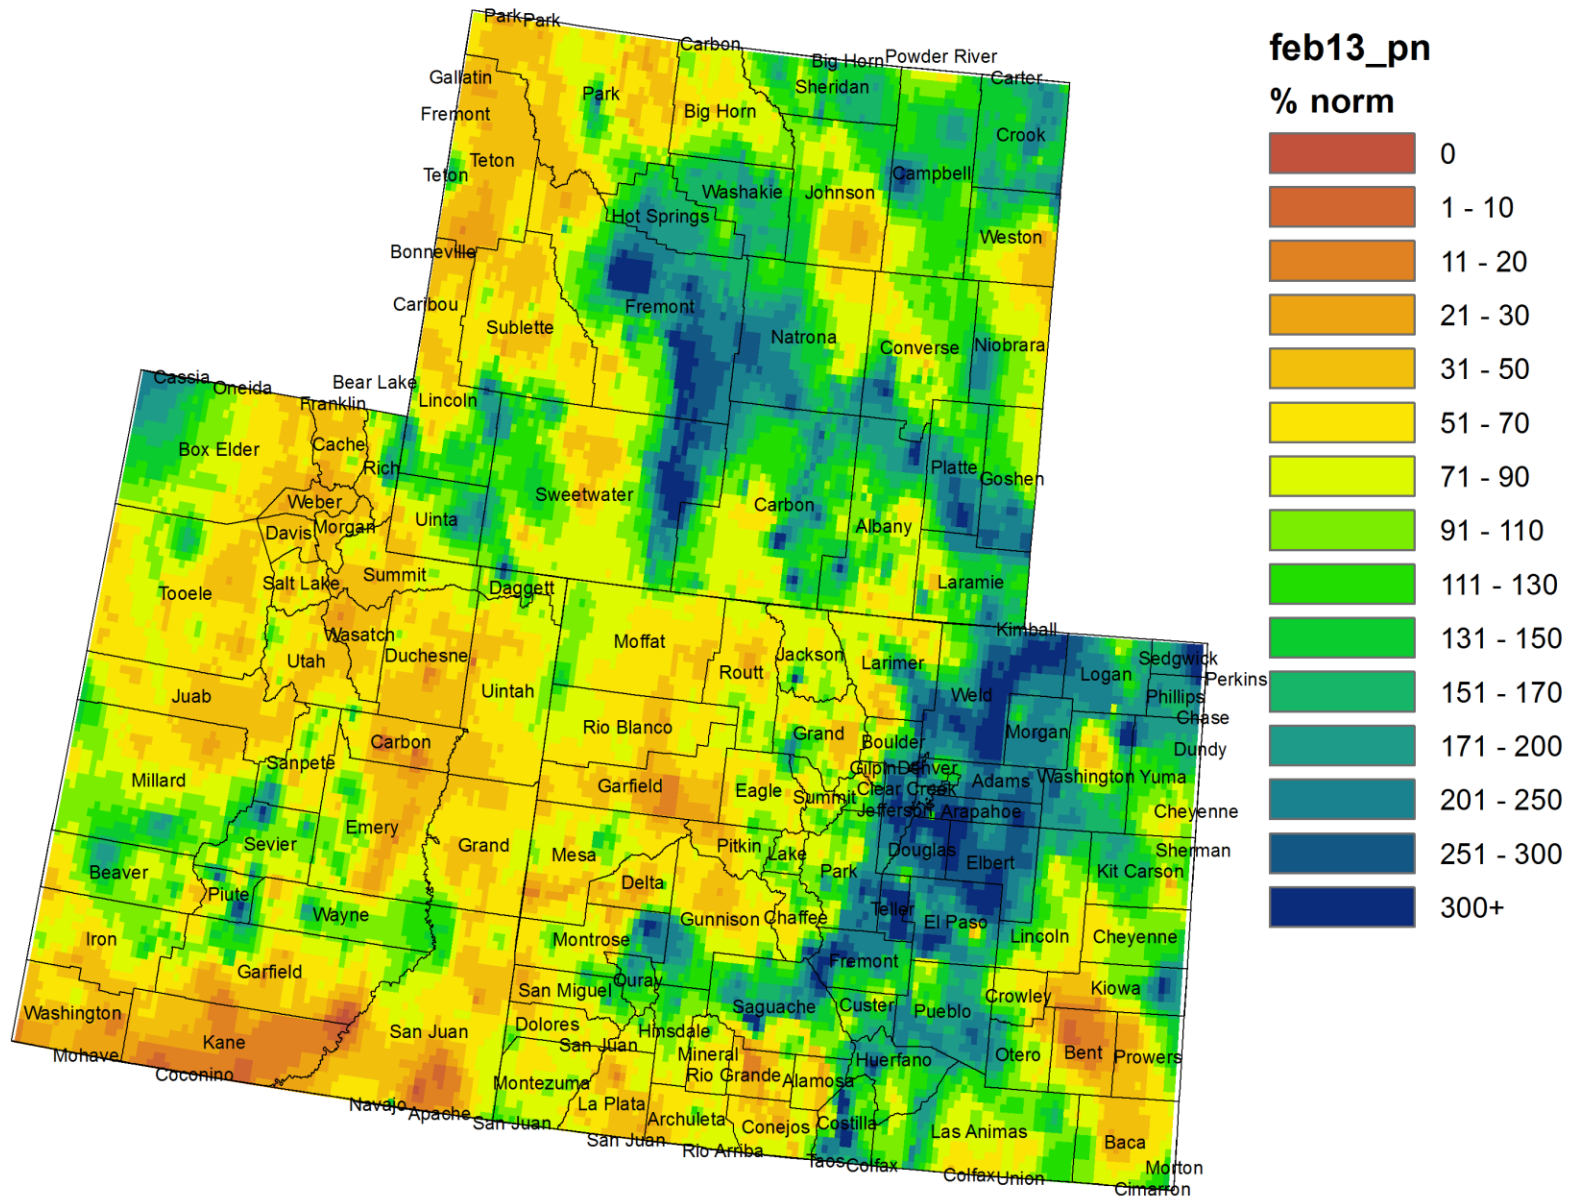 Park Park
Carbon
Big Horn Powder River
Carter
Gallatin
Park
Sheridan
Fremont
Big Horn
Crook
Teton
Teton
Washakie
Johnson
Campbell
Hot Springs
Weston
Bonneville
Caribou
Fremont
Sublette
Natrona
Converse
Niobrara
Cassia
Oneida
Bear Lake
Franklin
Lincoln
Box Elder
Cache
Rich
Platte
Goshen
Weber
Sweetwater
Carbon
Uinta
Albany
Davis
Morgan
Salt Lake
Summit
Daggett
Laramie
Tooele
Kimball
Wasatch
Moffat
Jackson
Larimer
Sedgwick
Utah
Duchesne
Routt
Logan
Perkins
Juab
Uintah
Weld
Phillips
Rio Blanco
Grand
Morgan
Chase
Carbon
Boulder
Dundy
Sanpete
Gilpin Denver
Millard
Garfield
Eagle
Clear Creek
Adams
Washington
Yuma
Summit
Jefferson
Arapahoe
Cheyenne
Emery
Sevier
Grand
Mesa
Pitkin
Lake
Douglas
Elbert
Sherman
Beaver
Park
Kit Carson
Piute
Delta
Wayne
Gunnison
Chaffee
Teller
El Paso
Iron
Montrose
Lincoln
Cheyenne
Garfield
Fremont
Ouray
San Miguel
Saguache
Custer
Pueblo
Crowley
Kiowa
Washington
San Juan
Dolores
Hinsdale
Kane
San Juan
Mineral
Huerfano
Otero
Bent
Prowers
Mohave
Coconino
Montezuma
Rio Grande
Alamosa
Navajo
Apache
La Plata
San Juan
Archuleta
Conejos
Costilla
Las Animas
Baca
San Juan
Rio Arriba
Taos
Colfax
Colfax
Union
Morton
Cimarron
feb13_pn
% norm
0
1 - 10
11 - 20
21 - 30
31 - 50
51 - 70
71 - 90
91 - 110
111 - 130
131 - 150
151 - 170
171 - 200
201 - 250
251 - 300
300+